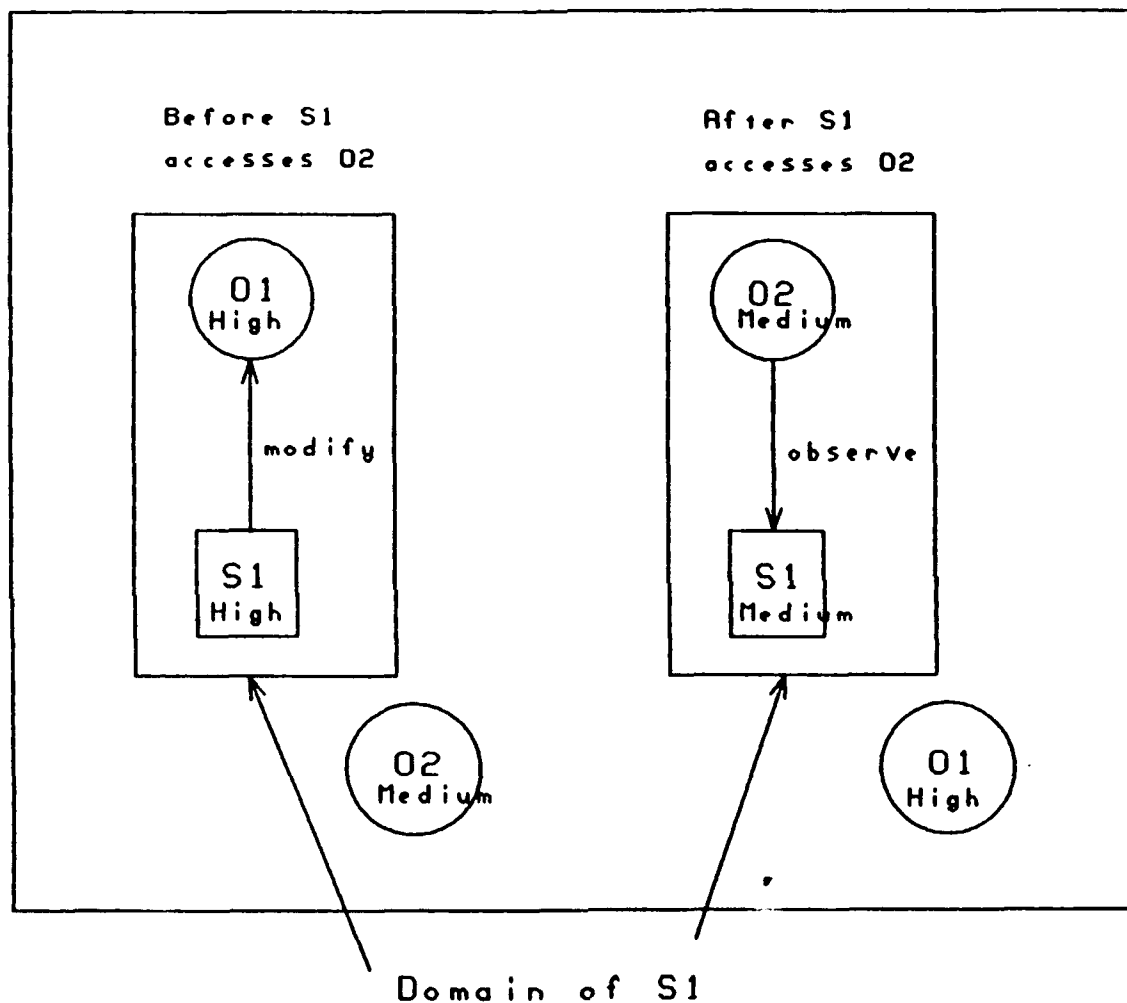 Before S1
accesses O2
O1
High
modify
S1
High
O2
Medium
After S1
accesses O2
O2
Medium
observe
S1
Medium
O1
High
Domain of S1